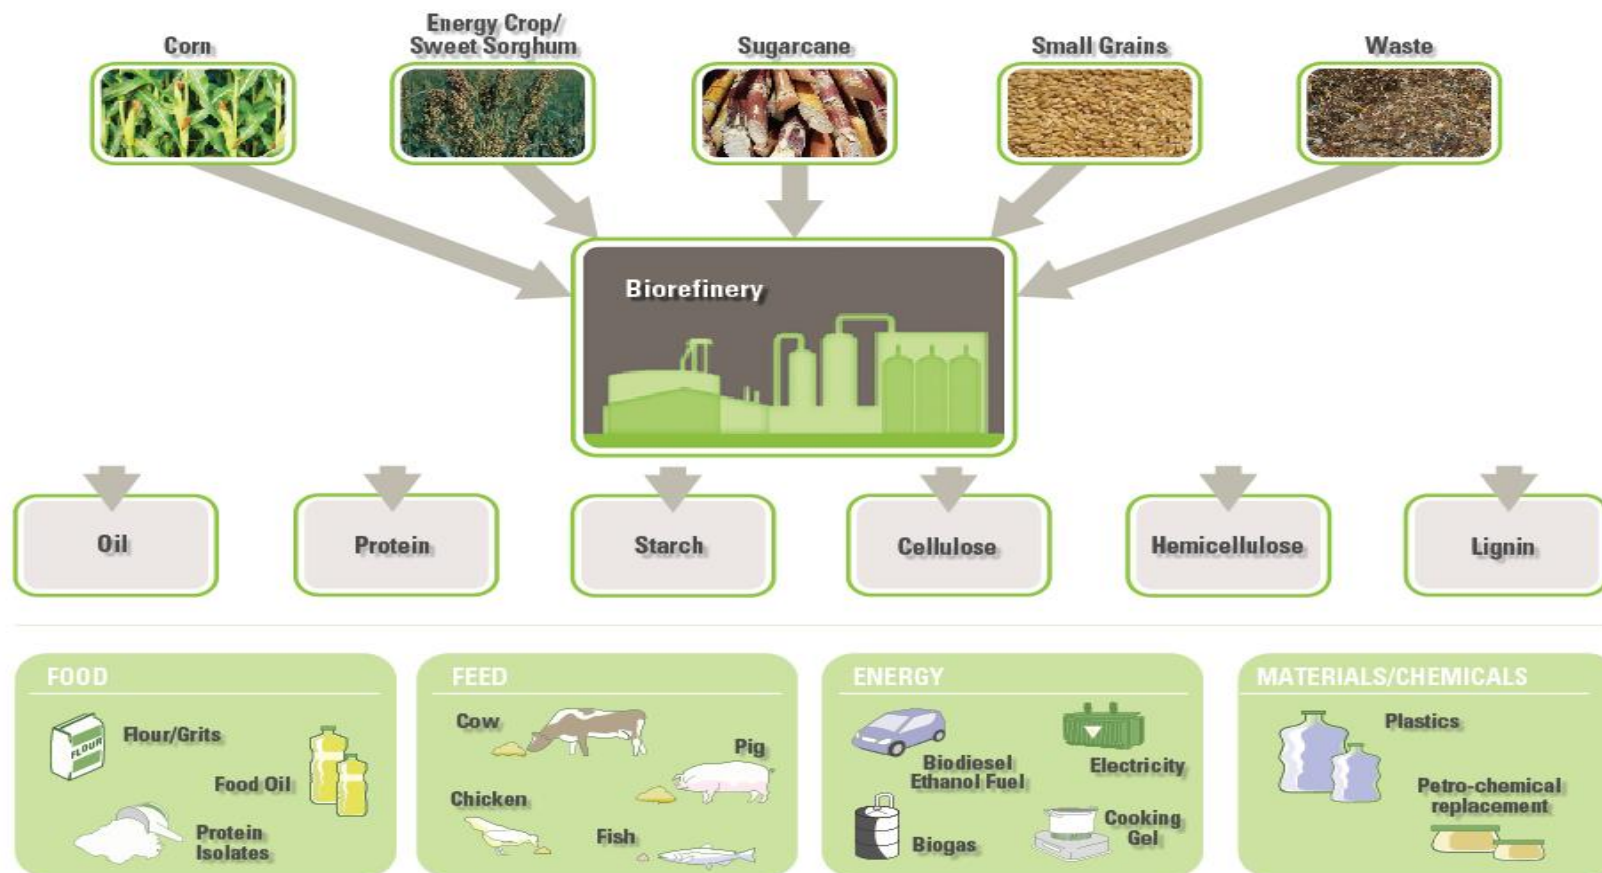 Corn
Energy Crop/
Sweet Sorghum
Sugarcane
Small Grains
Waste
Biorefinery
Oil
Protein
Starch
Cellulose
Hemicellulose
Lignin
FOOD
FLOUR
Flour/Grits
Food Oil
Protein
Isolates
FEED
Cow
Pig
Chicken
Fish
ENERGY
Biodiesel
Ethanol Fuel
Electricity
Biogas
Cooking
Gel
MATERIALS/CHEMICALS
Plastics
Petro-chemical
replacement